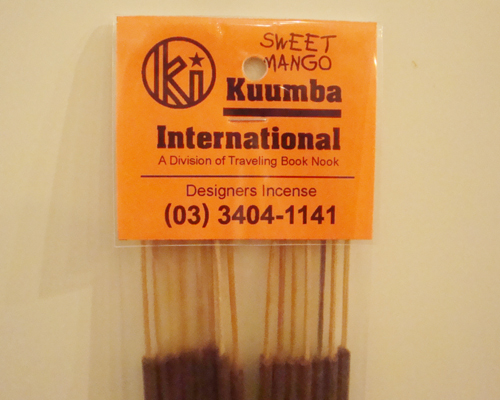 SWEET
MANGO
Ki
Kuumba
International
A Division of Traveling Book Nook
Designers Incense
(03) 3404-1141